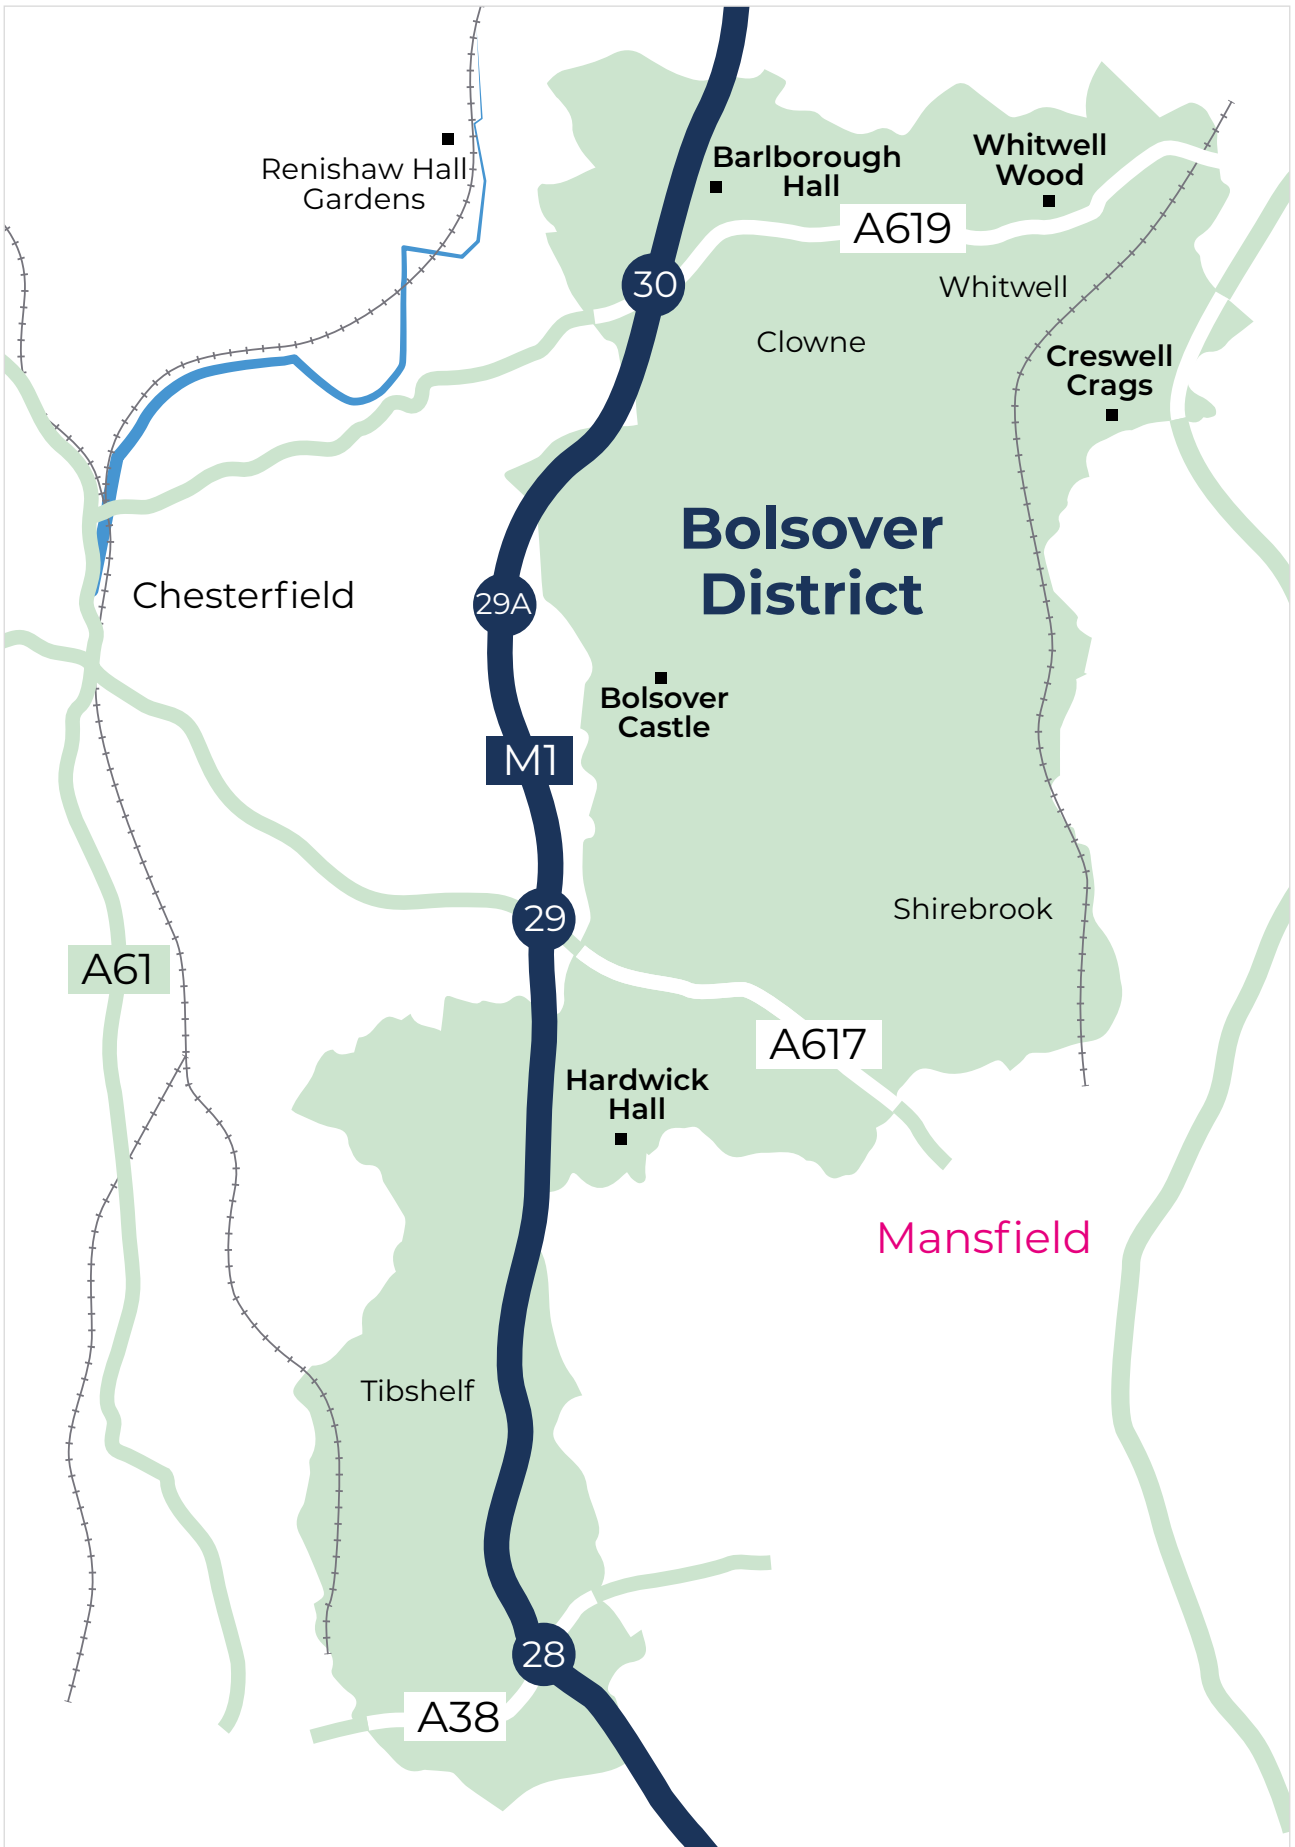 Renishaw Hall
Gardens
Barlborough
Hall
Whitwell
Wood
A619
30
Whitwell
Clowne
Creswell
Crags
Bolsover
District
Chesterfield
29A
Bolsover
Castle
M1
29
Shirebrook
A61
A617
Hardwick
Hall
Mansfield
Tibshelf
28
A38